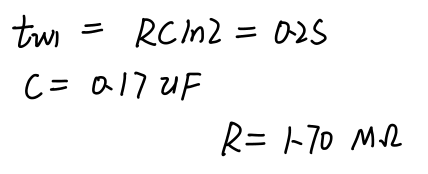 tw1 = RCln2 = 0.2S
C = 0.17 uF
R = 1.70 MΩ